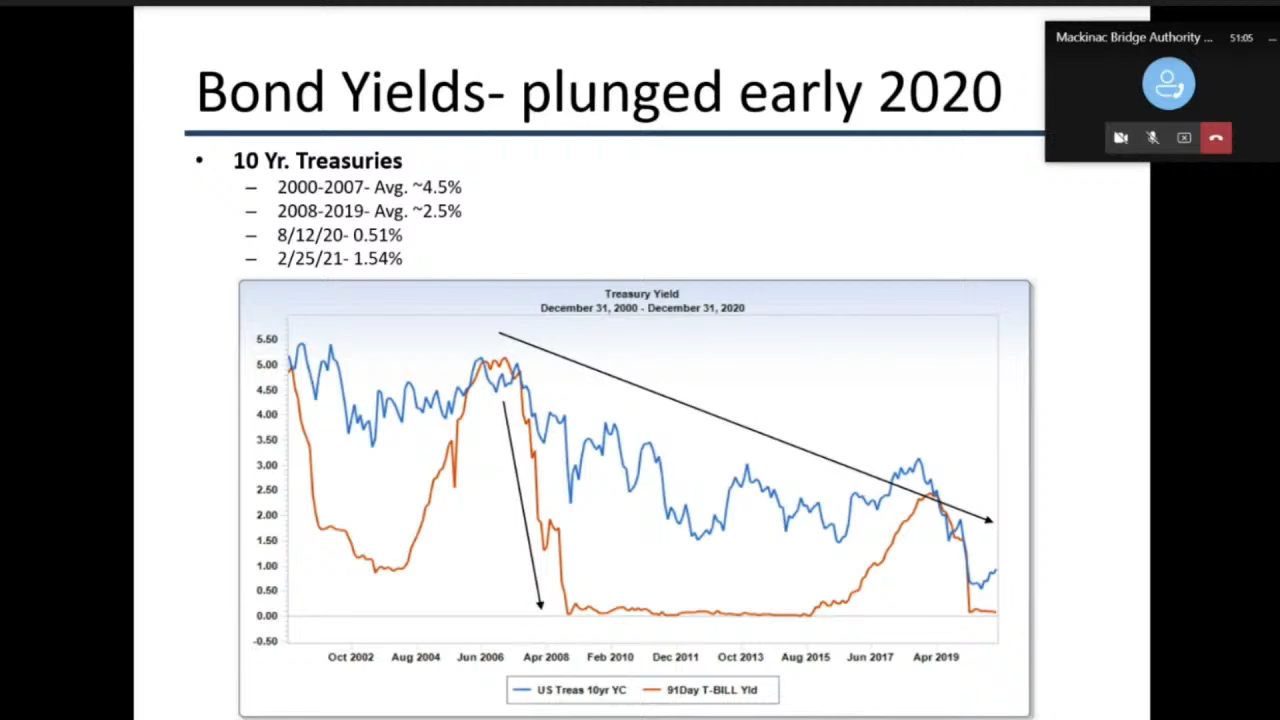 Mackinac Bridge Authority ... 51:05
Bond Yields- plunged early 2020
• 10 Yr. Treasuries
– 2000-2007- Avg. ~4.5%
– 2008-2019- Avg. ~2.5%
– 8/12/20- 0.51%
– 2/25/21- 1.54%
Treasury Yield
December 31, 2000 - December 31, 2020
5.50
5.00
4.50
4.00
3.50
3.00
2.50
2.00
1.50
1.00
0.50
0.00
-0.50
Oct 2002 Aug 2004 Jun 2006 Apr 2008 Feb 2010 Dec 2011 Oct 2013 Aug 2015 Jun 2017 Apr 2019
US Treas 10yr YC 91Day T-BILL Yld